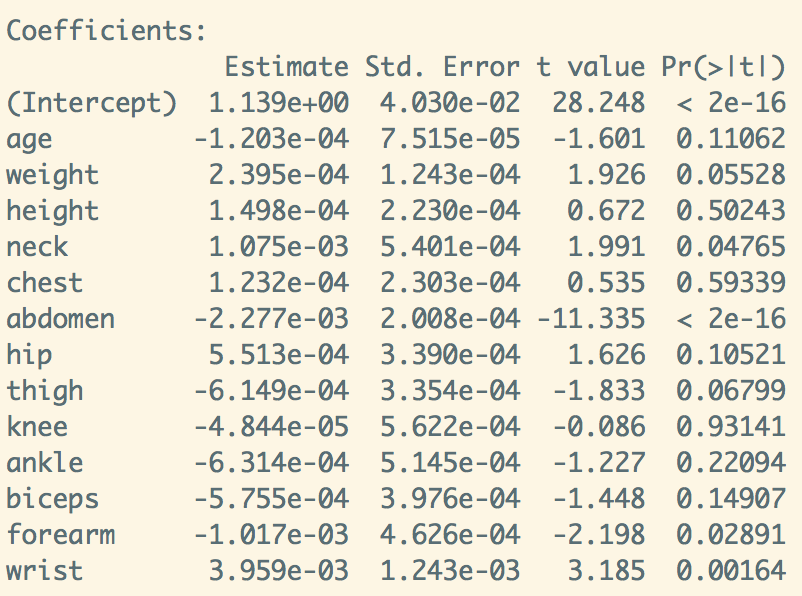 Coefficients:
Estimate Std. Error t value Pr(>|t|)
(Intercept) 1.139e+00 4.030e-02 28.248 < 2e-16
age -1.203e-04 7.515e-05 -1.601 0.11062
weight 2.395e-04 1.243e-04 1.926 0.05528
height 1.498e-04 2.230e-04 0.672 0.50243
neck 1.075e-03 5.401e-04 1.991 0.04765
chest 1.232e-04 2.303e-04 0.535 0.59339
abdomen -2.277e-03 2.008e-04 -11.335 < 2e-16
hip 5.513e-04 3.390e-04 1.626 0.10521
thigh -6.149e-04 3.354e-04 -1.833 0.06799
knee -4.844e-05 5.622e-04 -0.086 0.93141
ankle -6.314e-04 5.145e-04 -1.227 0.22094
biceps -5.755e-04 3.976e-04 -1.448 0.14907
forearm -1.017e-03 4.626e-04 -2.198 0.02891
wrist 3.959e-03 1.243e-03 3.185 0.00164